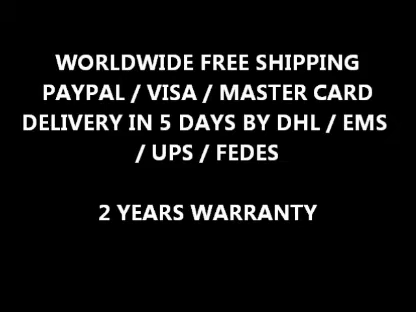 WORLDWIDE FREE SHIPPING
PAYPAL / VISA / MASTER CARD
DELIVERY IN 5 DAYS BY DHL / EMS
/ UPS / FEDES
2 YEARS WARRANTY